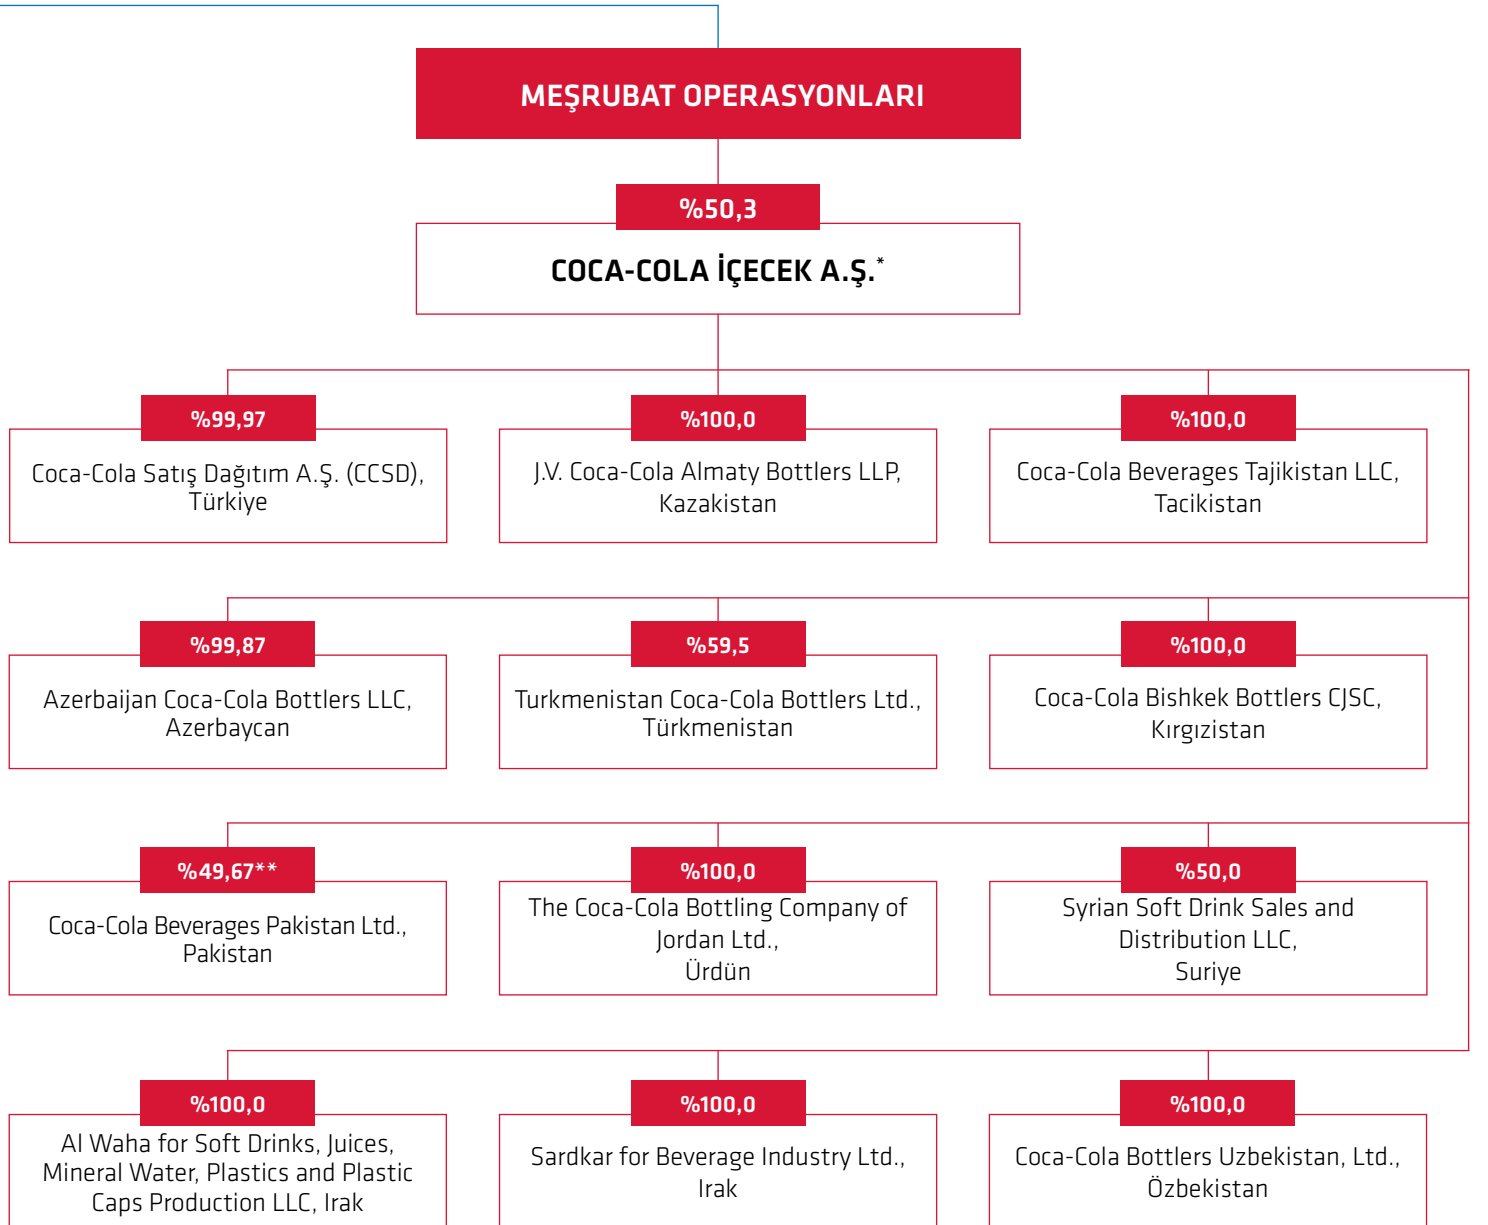 MEŞRUBAT OPERASYONLARI
%50,3
COCA-COLA İÇECEK A.Ş.*
%99,97
Coca-Cola Satış Dağıtım A.Ş. (CCSD),
Türkiye
%100,0
J.V. Coca-Cola Almaty Bottlers LLP,
Kazakistan
%100,0
Coca-Cola Beverages Tajikistan LLC,
Tacikistan
%99,87
Azerbaijan Coca-Cola Bottlers LLC,
Azerbaycan
%59,5
Turkmenistan Coca-Cola Bottlers Ltd.,
Türkmenistan
%100,0
Coca-Cola Bishkek Bottlers CJSC,
Kırgızistan
%49,67**
Coca-Cola Beverages Pakistan Ltd.,
Pakistan
%100,0
The Coca-Cola Bottling Company of
Jordan Ltd.,
Ürdün
%50,0
Syrian Soft Drink Sales and
Distribution LLC,
Suriye
%100,0
Al Waha for Soft Drinks, Juices,
Mineral Water, Plastics and Plastic
Caps Production LLC, Irak
%100,0
Sardkar for Beverage Industry Ltd.,
Irak
%100,0
Coca-Cola Bottlers Uzbekistan, Ltd.,
Özbekistan